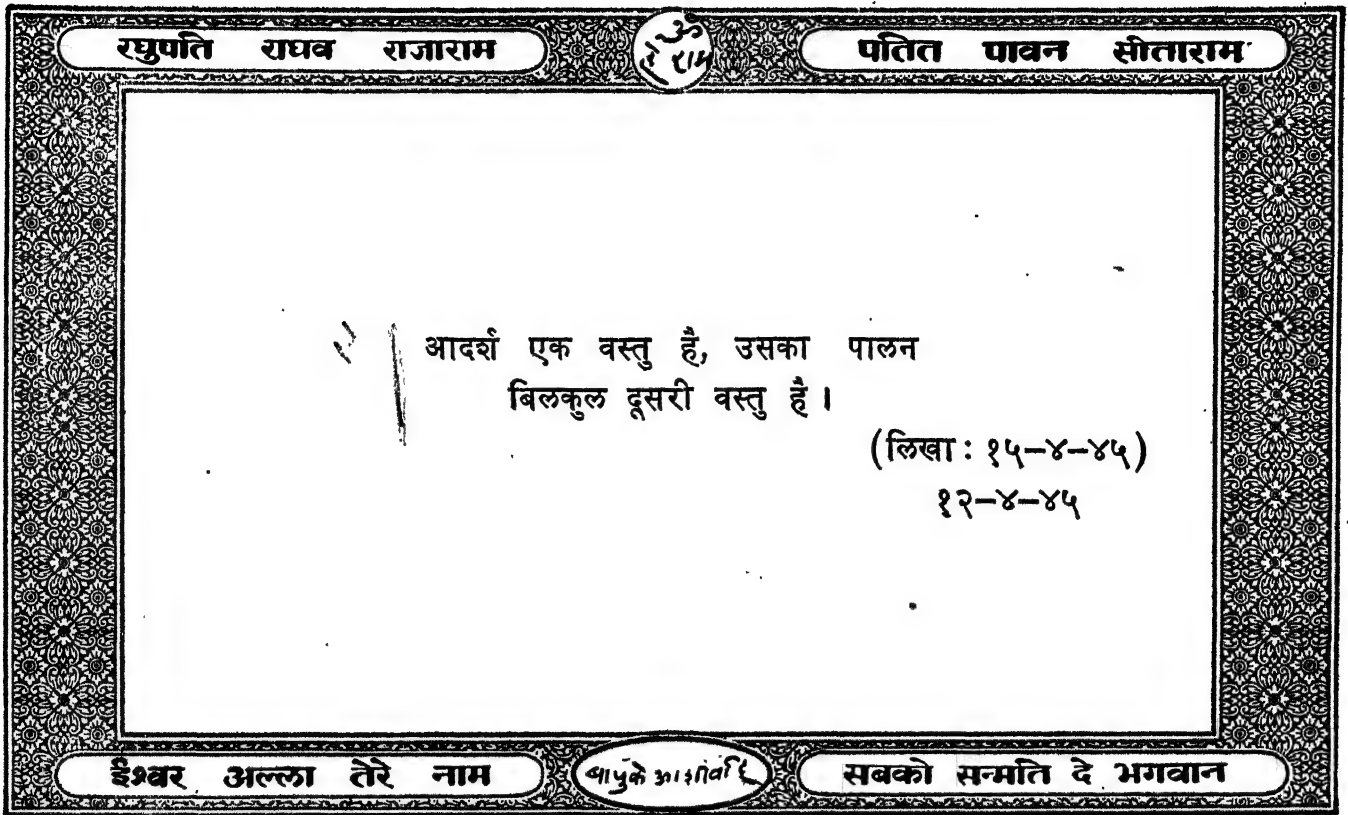 रघुपति राघव राजाराम
हे ॐ राम
पतित पावन सीताराम
आदर्श एक वस्तु है, उसका पालन
बिलकुल दूसरी वस्तु है।
(लिखा: १५-४-४५)
१२-४-४५
ईश्वर अल्ला तेरे नाम
बापुके आशीर्वाद
सबको सन्मति दे भगवान